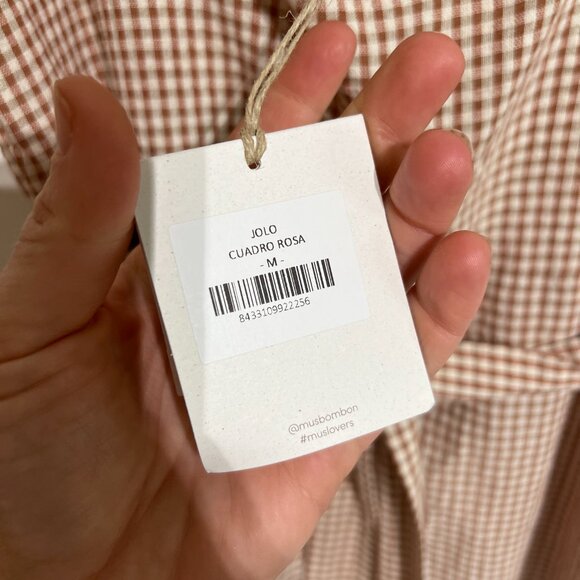 JOLO
CUADRO ROSA
- M -
8433109922256
@musbombon
#muslovers